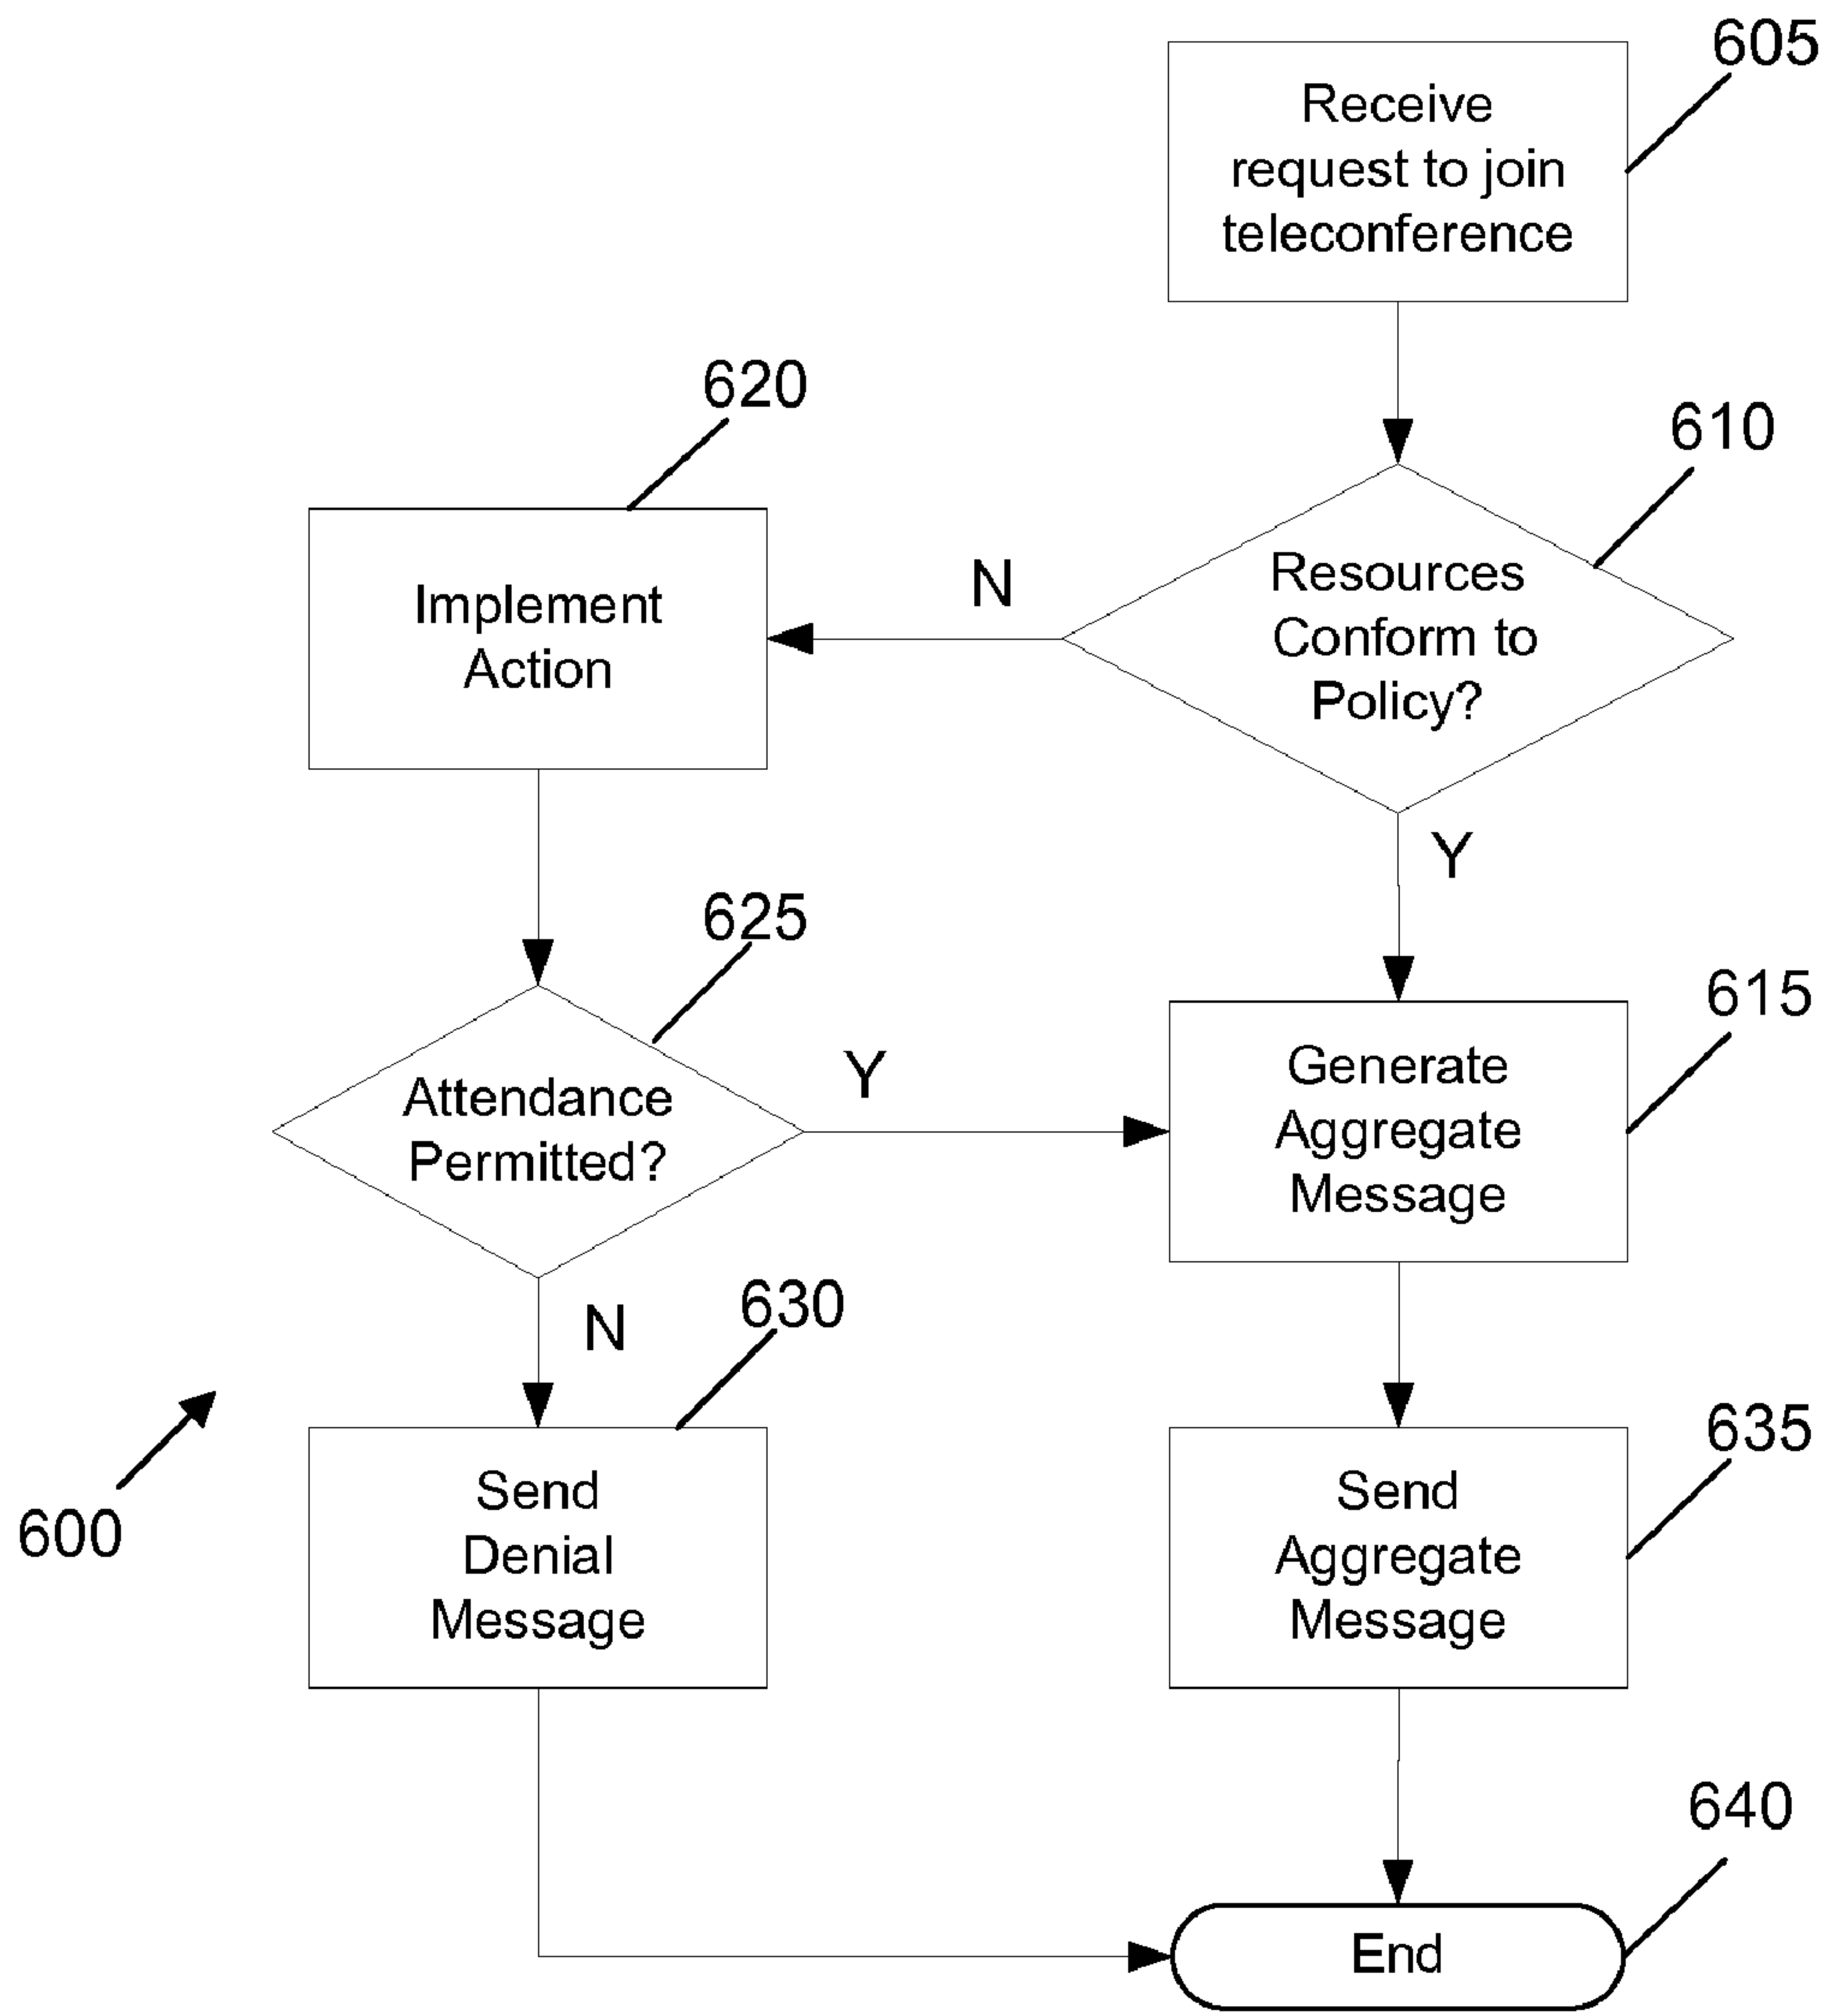 605
Receive
request to join
teleconference
620
610
Implement
Action
N
Resources
Conform to
Policy?
Y
625
615
Attendance
Permitted?
Y
Generate
Aggregate
Message
630
N
635
600
Send
Denial
Message
Send
Aggregate
Message
640
End